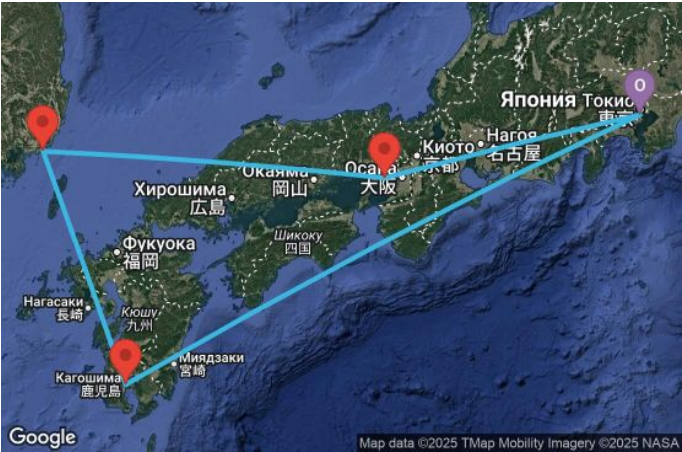 О
Япония Токио
東京
Киото
京都
Нагоя
名古屋
Осака
大阪
Окаяма
岡山
Хирошима
広島
Шикоку
四国
Фукуока
福岡
Нагасаки
長崎
Кюшу
九州
Миядзаки
宮崎
Кагошима
鹿児島
Google
Map data ©2025 TMap Mobility Imagery ©2025 NASA